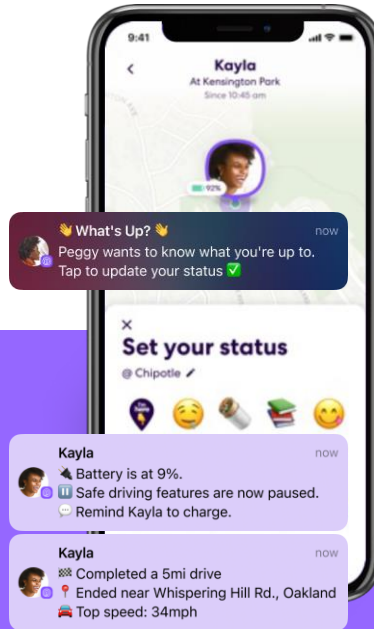 9:41
Kayla
At Kensington Park
Since 10:45 am
92%
👋 What's Up? 👋 now
Peggy wants to know what you're up to.
Tap to update your status ✅
Set your status
@ Chipotle
I'm
Kayla now
🔌 Battery is at 9%.
⏸️ Safe driving features are now paused.
💬 Remind Kayla to charge.
Kayla now
🏁 Completed a 5mi drive
📍 Ended near Whispering Hill Rd., Oakland
🚘 Top speed: 34mph